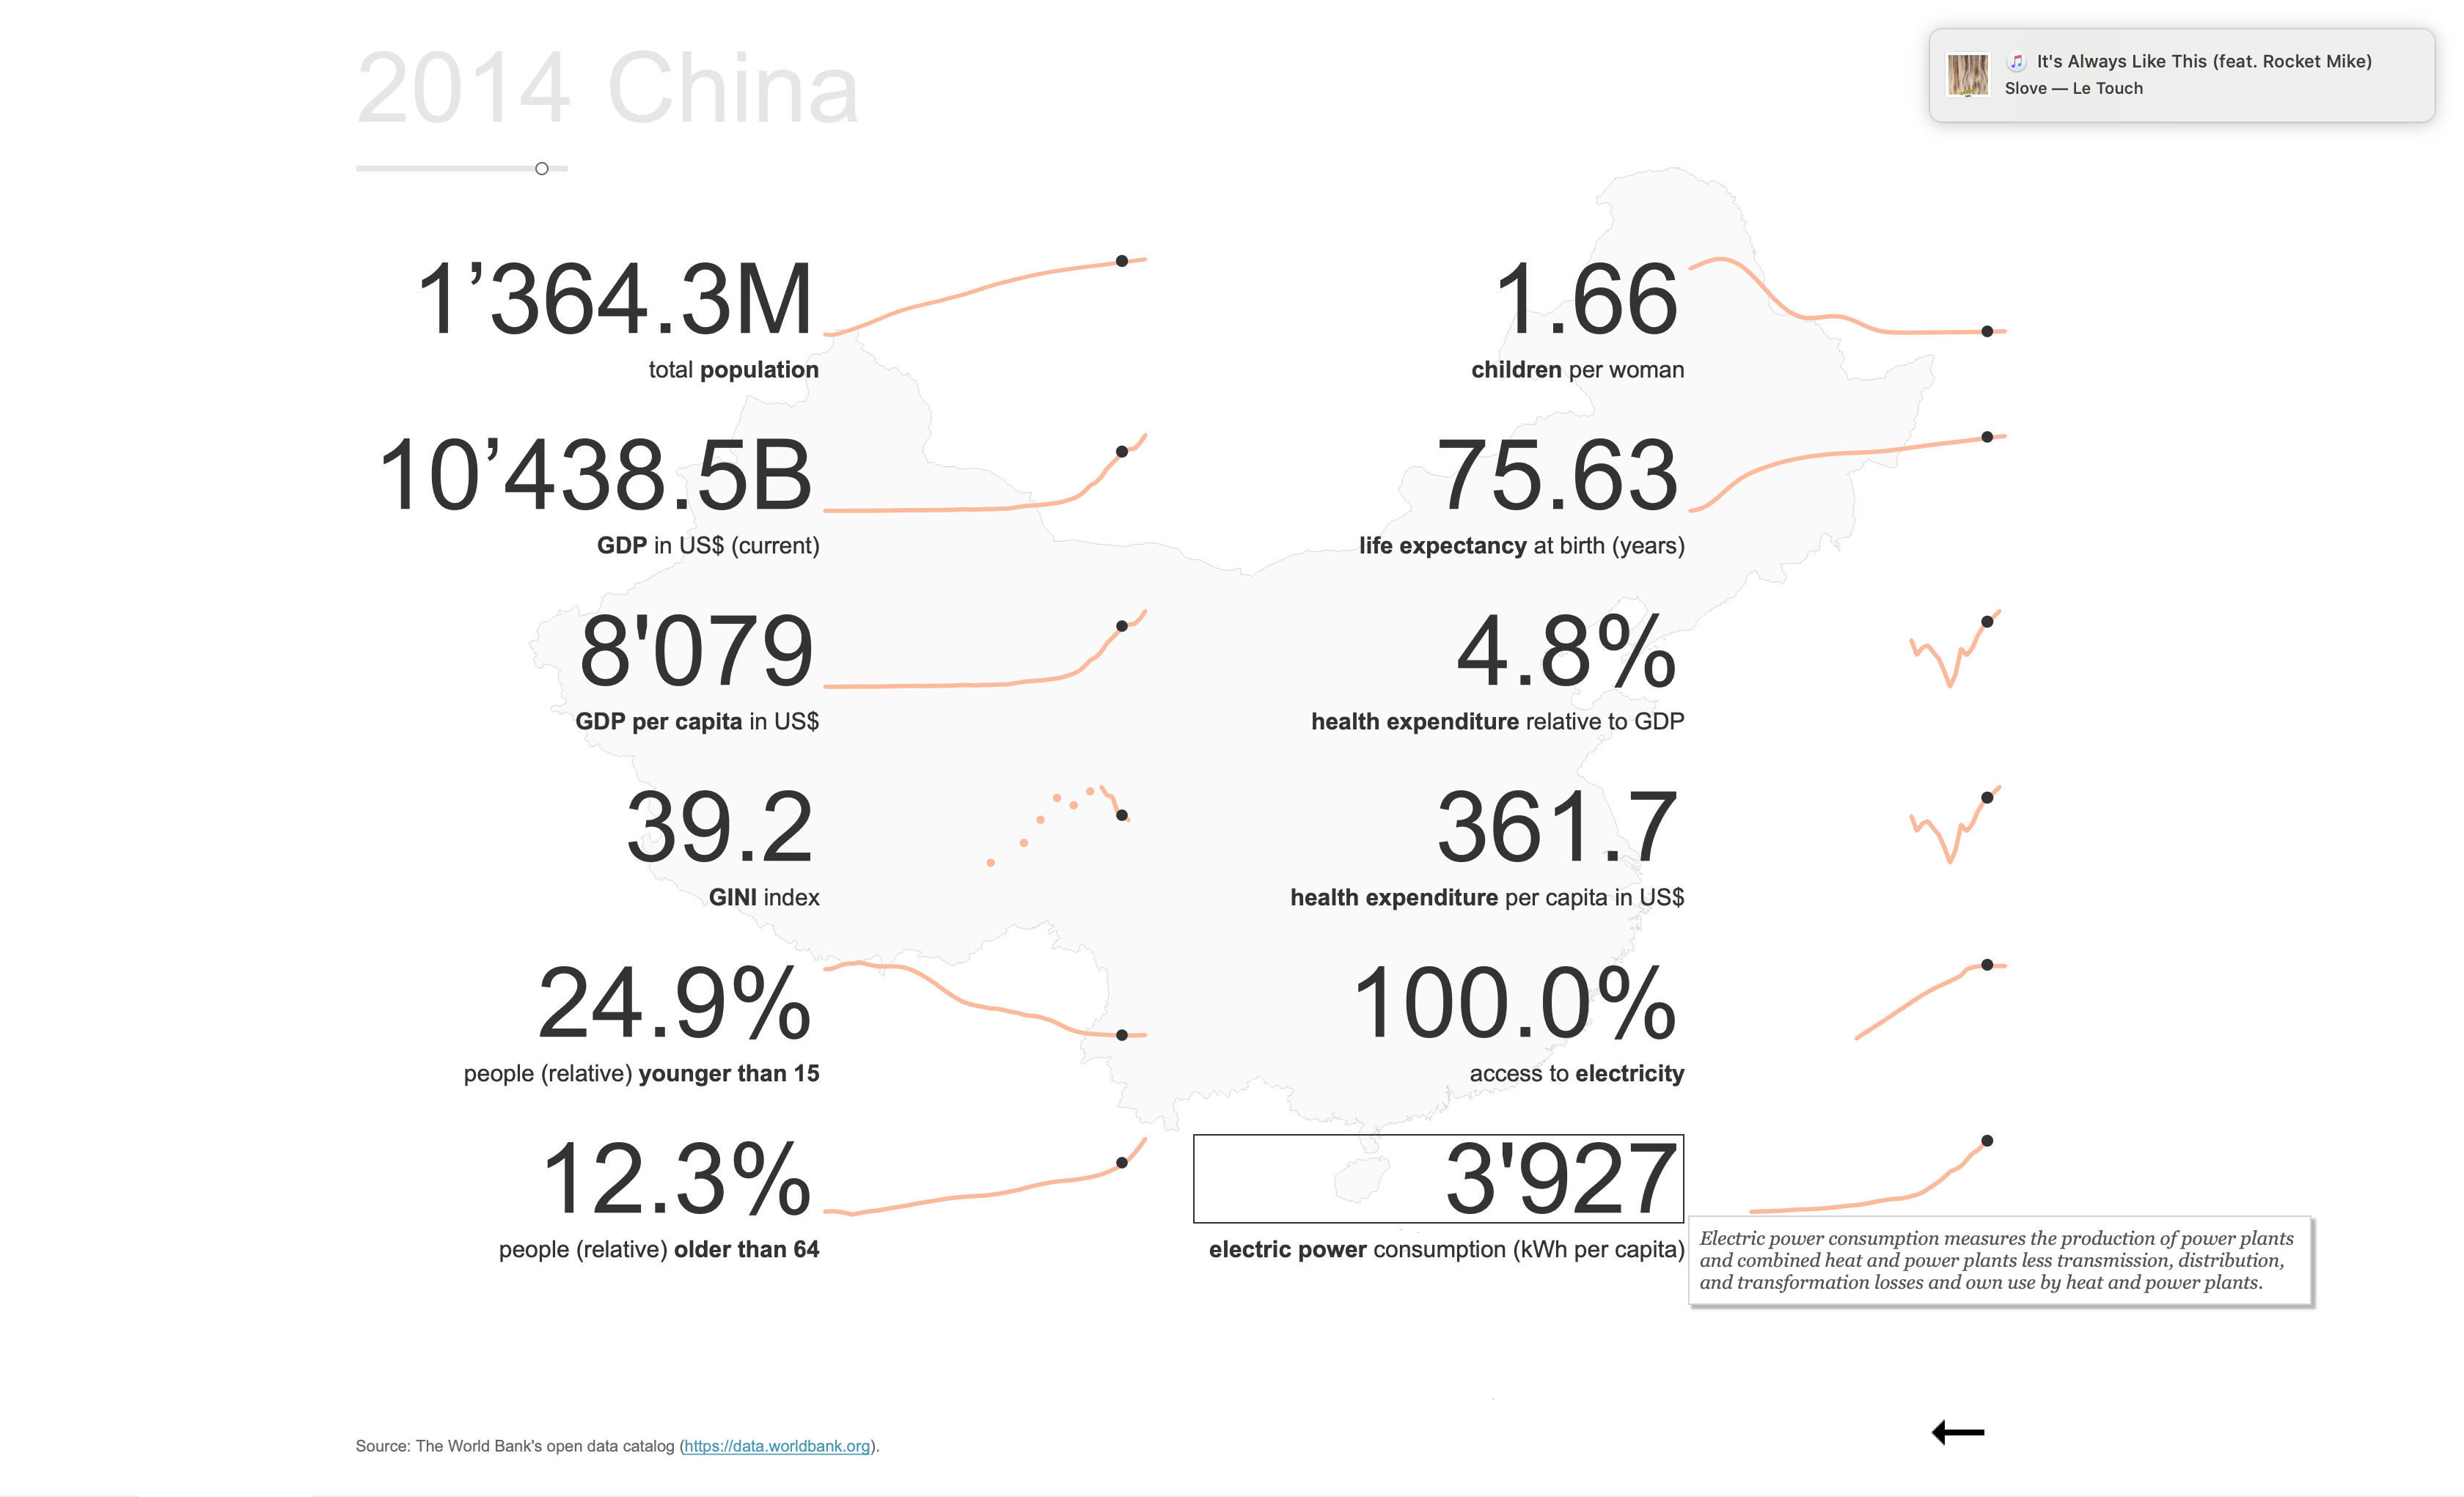 2014 China
It's Always Like This (feat. Rocket Mike)
Slove — Le Touch
1’364.3M
total population
10’438.5B
GDP in US$ (current)
8'079
GDP per capita in US$
39.2
GINI index
24.9%
people (relative) younger than 15
12.3%
people (relative) older than 64
1.66
children per woman
75.63
life expectancy at birth (years)
4.8%
health expenditure relative to GDP
361.7
health expenditure per capita in US$
100.0%
access to electricity
3'927
electric power consumption (kWh per capita)
Electric power consumption measures the production of power plants
and combined heat and power plants less transmission, distribution,
and transformation losses and own use by heat and power plants.
Source: The World Bank's open data catalog (https://data.worldbank.org).